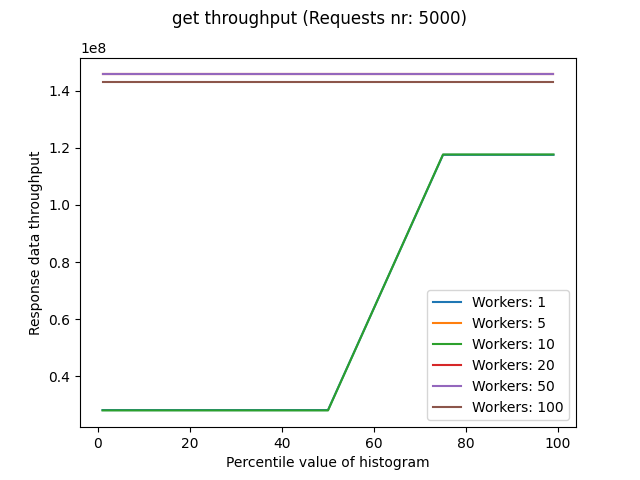 get throughput (Requests nr: 5000)
1e8
1.4
1.2
1.0
0.8
0.6
0.4
Response data throughput
Workers: 1
Workers: 5
Workers: 10
Workers: 20
Workers: 50
Workers: 100
0 20 40 60 80 100
Percentile value of histogram